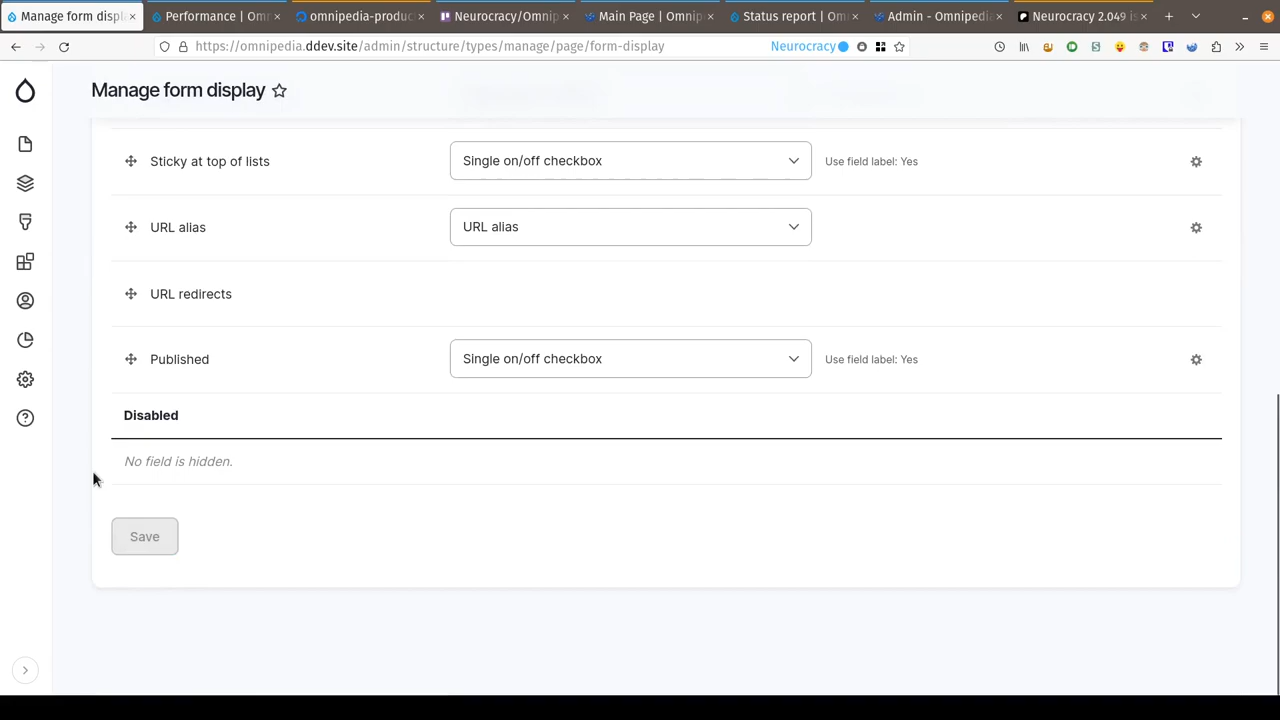 Manage form displ
Performance | Om
omnipedia-produc
Neurocracy/Omnip
Main Page | Omnip
Status report | Om
Admin - Omnipedi
Neurocracy 2.049 is
https://omnipedia.ddev.site/admin/structure/types/manage/page/form-display
Neurocracy
Manage form display
Sticky at top of lists Single on/off checkbox Use field label: Yes
URL alias URL alias
URL redirects
Published Single on/off checkbox Use field label: Yes
Disabled
No field is hidden.
Save